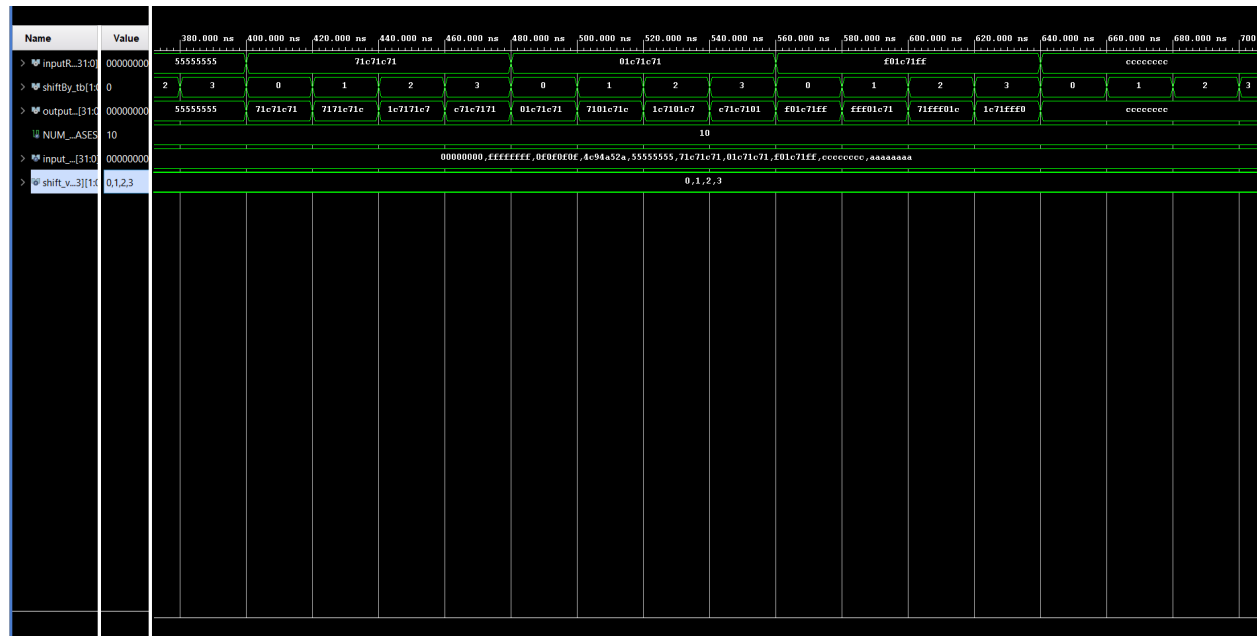 Name Value
380.000 ns 400.000 ns 420.000 ns 440.000 ns 460.000 ns 480.000 ns 500.000 ns 520.000 ns 540.000 ns 560.000 ns 580.000 ns 600.000 ns 620.000 ns 640.000 ns 660.000 ns 680.000 ns 700
inputR...31:0] 00000000 55555555 71c71c71 01c71c71 f01c71ff cccccccc
shiftBy_tb[1:0 0 2 3 0 1 2 3 0 1 2 3 0 1 2 3 0 1 2 3
output...[31:0 00000000 55555555 71c71c71 7171c71c 1c7171c7 c71c7171 01c71c71 7101c71c 1c7101c7 c71c7101 f01c71ff fff01c71 71fff01c 1c71fff0 cccccccc
NUM_...ASES 10 10
input_...[31:0] 00000000 00000000,ffffffff,0f0f0f0f,4c94a52a,55555555,71c71c71,01c71c71,f01c71ff,cccccccc,aaaaaaaa
shift_v...3][1:0 0,1,2,3 0,1,2,3